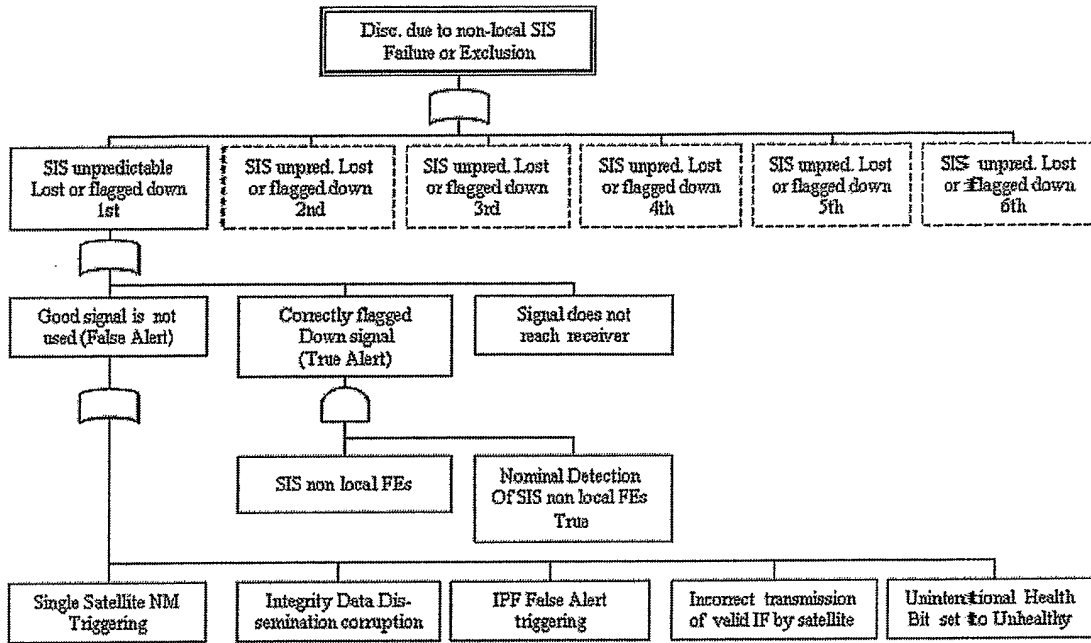 Disc. due to non-local SIS
Failure or Exclusion
SIS unpredictable
Lost or flagged down
1st
SIS unpred. Lost
or flagged down
2nd
SIS unpred. Lost
or flagged down
3rd
SIS unpred. Lost
or flagged down
4th
SIS unpred. Lost
or flagged down
5th
SIS unpred. Lost
or flagged down
6th
Good signal is not
used (False Alert)
Correctly flagged
Down signal
(True Alert)
Signal does not
reach receiver
SIS non local FEs
Nominal Detection
Of SIS non local FEs
True
Single Satellite NM
Triggering
Integrity Data Dis-
semination corruption
IPF False Alert
triggering
Incorrect transmission
of valid IF by satellite
Unintentional Health
Bit set to Unhealthy